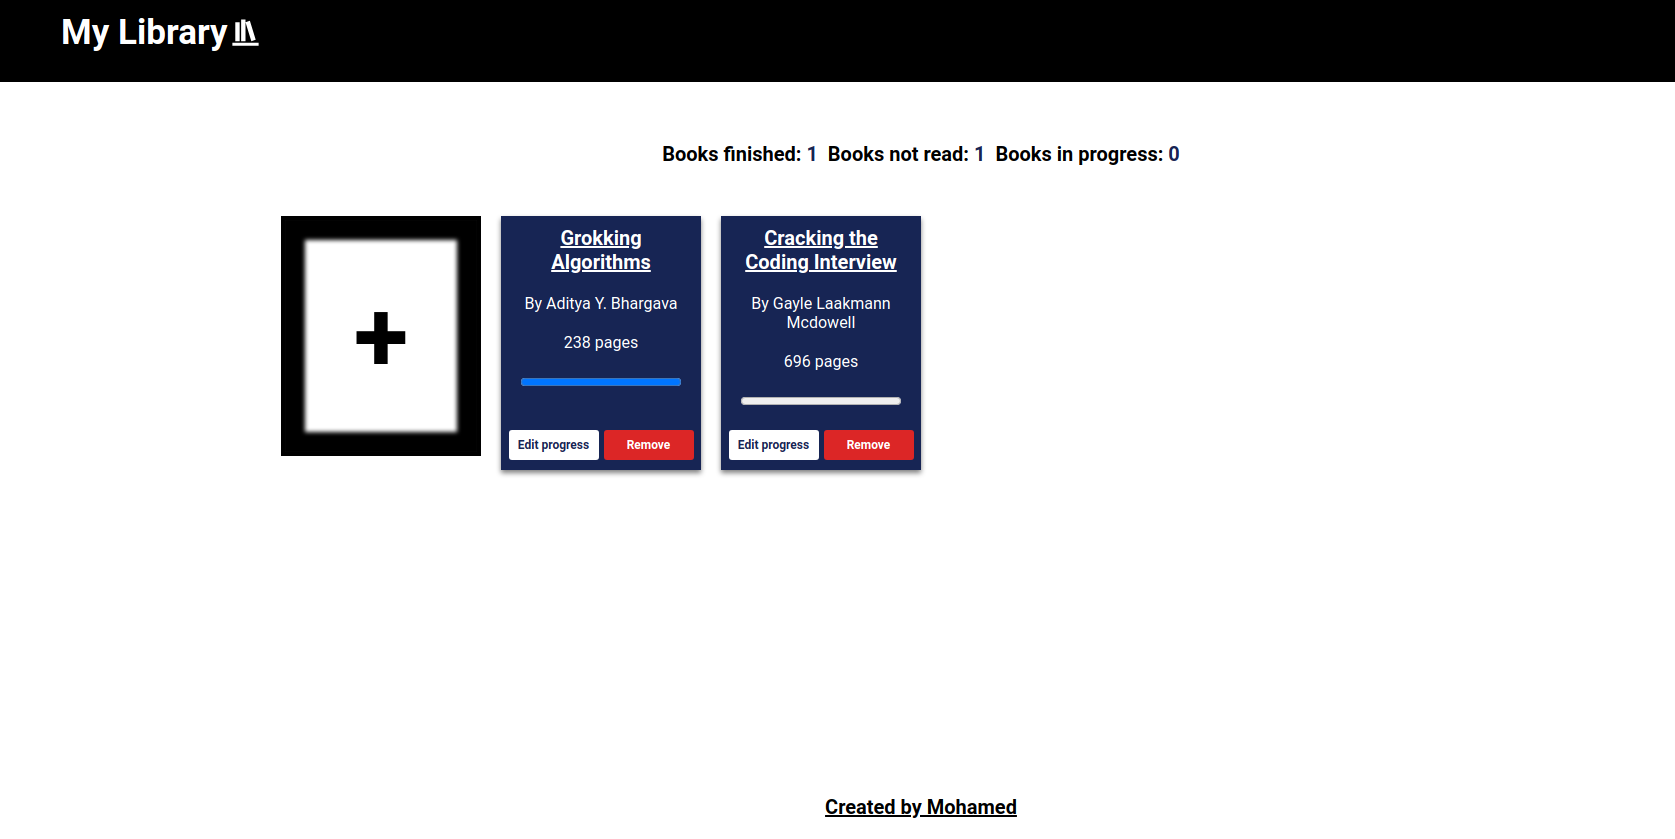 My Library
Books finished: 1 Books not read: 1 Books in progress: 0
Grokking
Algorithms
By Aditya Y. Bhargava
238 pages
Edit progress
Remove
Cracking the
Coding Interview
By Gayle Laakmann
Mcdowell
696 pages
Edit progress
Remove
Created by Mohamed